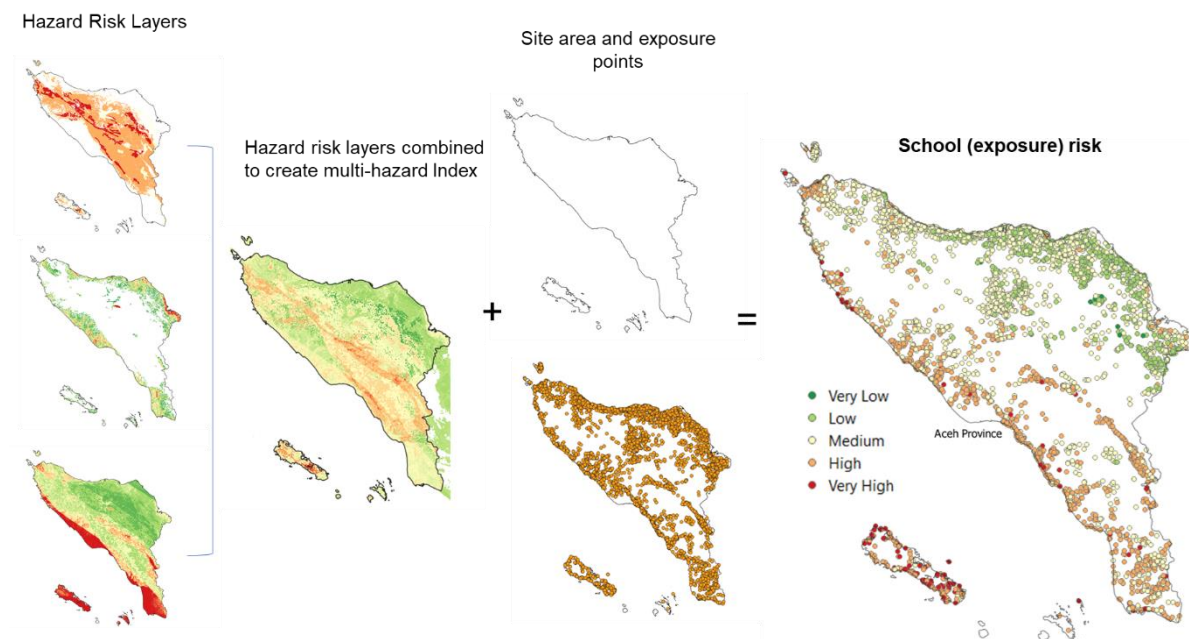 Hazard Risk Layers
Site area and exposure
points
Hazard risk layers combined
to create multi-hazard Index
+
=
School (exposure) risk
Very Low
Low
Medium
High
Very High
Aceh Province